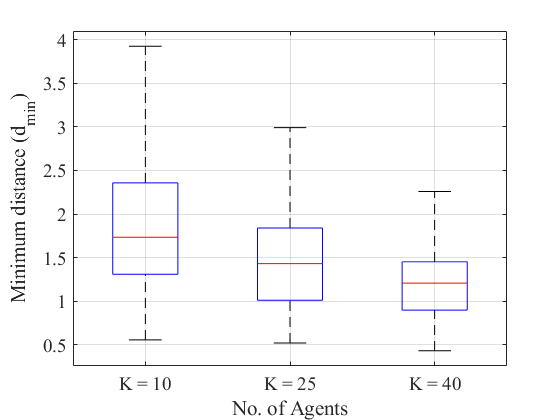 4
3.5
3
2.5
2
1.5
1
0.5
Minimum distance (d_min)
K = 10 K = 25 K = 40
No. of Agents